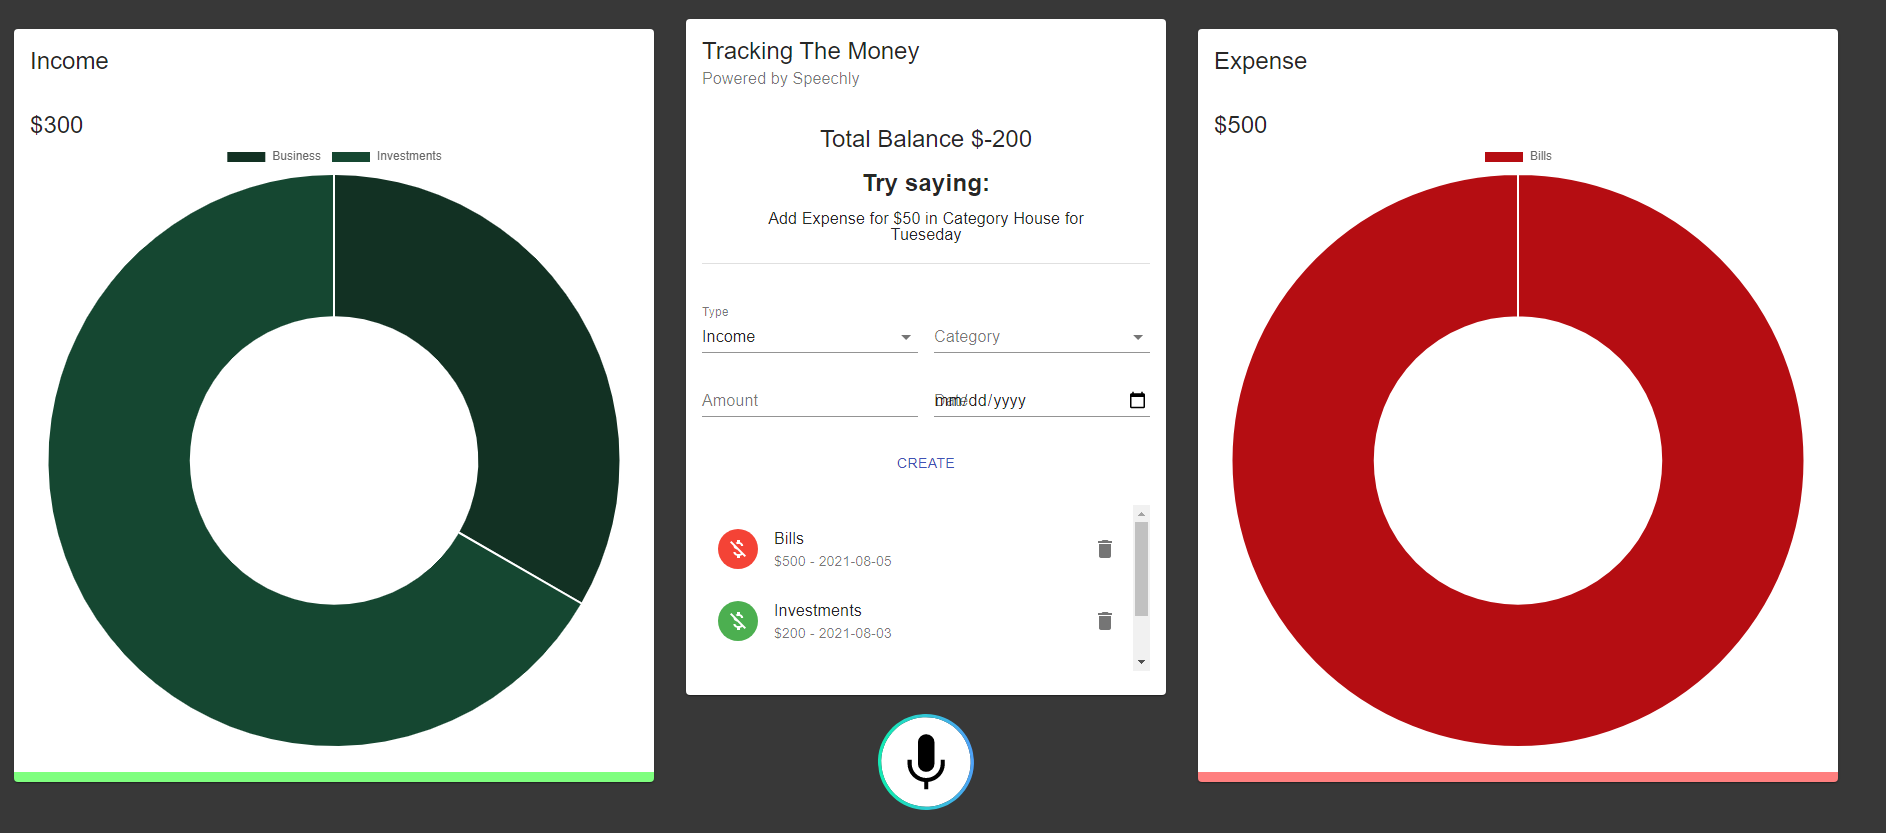 Income
$300
Business Investments
Tracking The Money
Powered by Speechly
Total Balance $-200
Try saying:
Add Expense for $50 in Category House for
Tueseday
Type
Income
Category
Amount
Date
mm/dd/yyyy
CREATE
Bills
$500 - 2021-08-05
Investments
$200 - 2021-08-03
Expense
$500
Bills